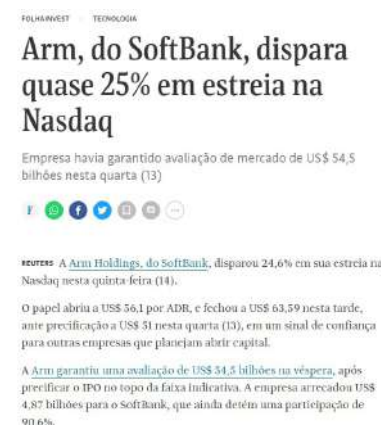 FOLHAINVEST TECNOLOGIA
Arm, do SoftBank, dispara
quase 25% em estreia na
Nasdaq
Empresa havia garantido avaliação de mercado de US$ 54,5
bilhões nesta quarta (13)
REUTERS A Arm Holdings, do SoftBank, disparou 24,6% em sua estreia na
Nasdaq nesta quinta-feira (14).
O papel abriu a US$ 56,1 por ADR, e fechou a US$ 63,59 nesta tarde,
ante precificação a US$ 51 nesta quarta (13), em um sinal de confiança
para outras empresas que planejam abrir capital.
A Arm garantiu uma avaliação de US$ 54,5 bilhões na véspera, após
precificar o IPO no topo da faixa indicativa. A empresa arrecadou US$
4,87 bilhões para o SoftBank, que ainda detém uma participação de
90,6%.